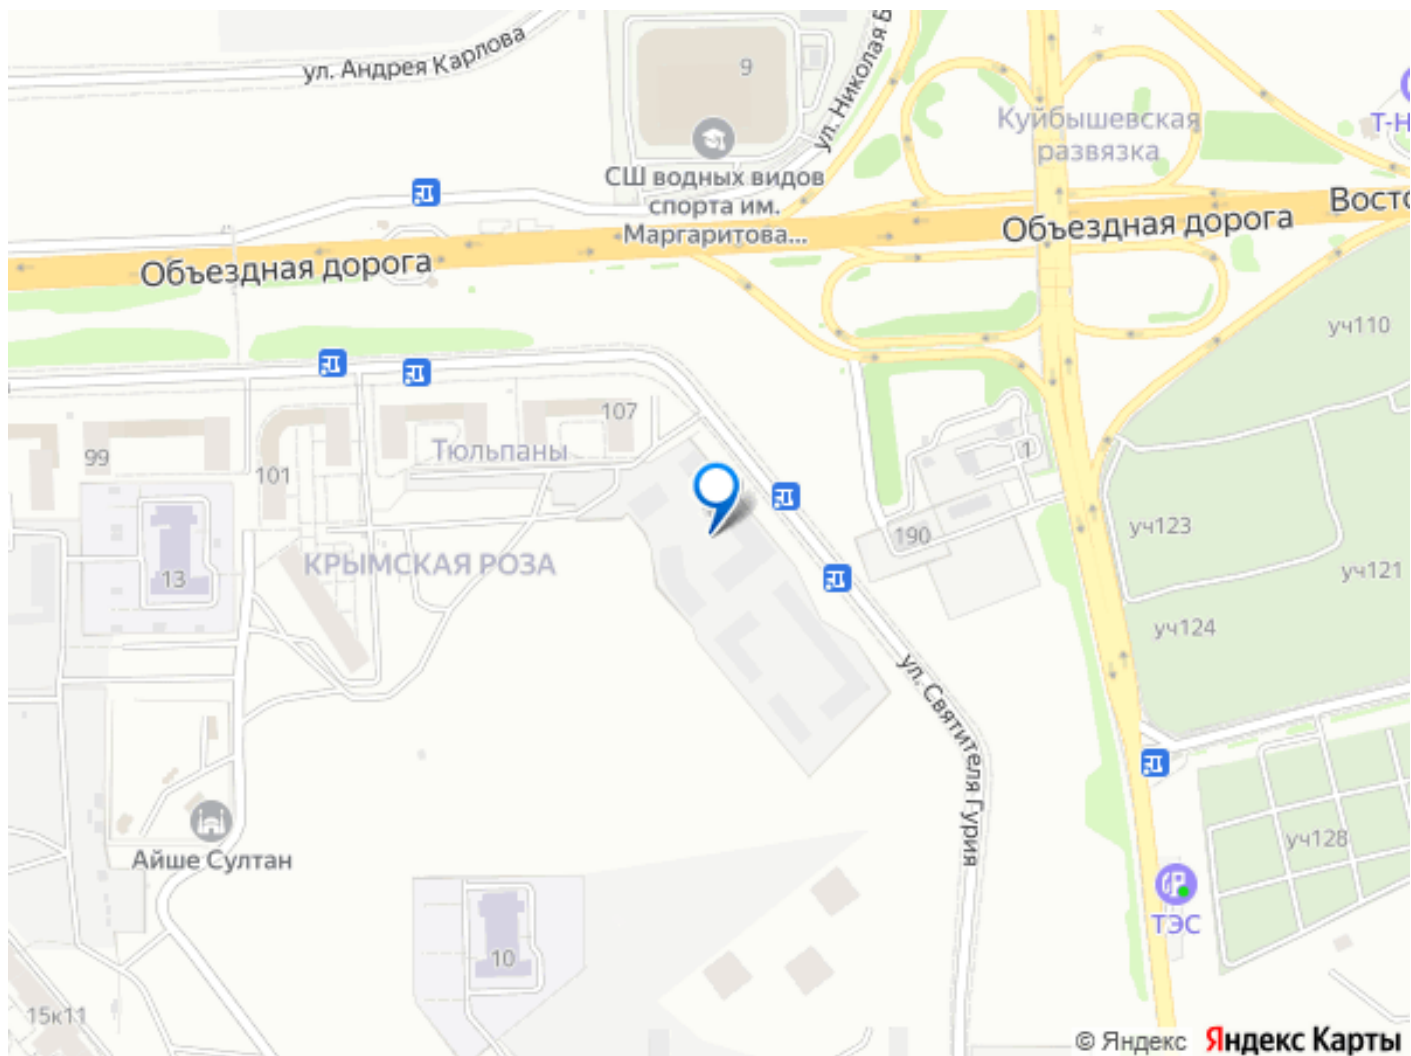 ул. Андрея Карлова
9
ул. Николая Б
Куйбышевская
развязка
Т-Н
СШ водных видов
спорта им.
Маргаритова...
Объездная дорога
Объездная дорога
Восто
уч110
107
99
Тюльпаны
101
1
190
уч123
КРЫМСКАЯ РОЗА
13
уч121
уч124
ул. Святителя Гурия
уч128
Айше Султан
ТЭС
10
15к11
© Яндекс Яндекс Карты